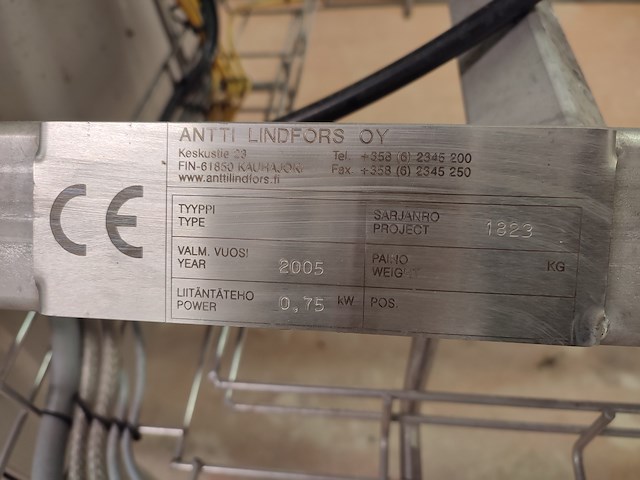 ANTTI LINDFORS OY
Keskustie 23 Tel. +358 (6) 2345 200
FIN-61850 KAUHAJOKI Fax +358 (6) 2345 250
www.anttilindfors.fi
CE
TYYPPI SARJANRO
TYPE PROJECT 1323
VALM. VUOSI PAINO
YEAR 2005 WEIGHT KG
LIITÄNTÄTEHO
POWER 0,75 kW POS.